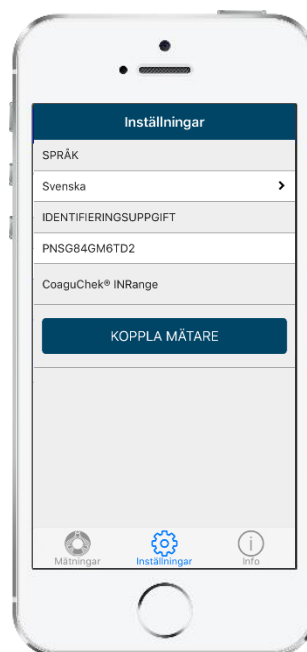 Inställningar
SPRÅK
Svenska
IDENTIFIERINGSUPPGIFT
PNSG84GM6TD2
CoaguChek® INRange
KOPPLA MÄTARE
Mätningar
Inställningar
Info